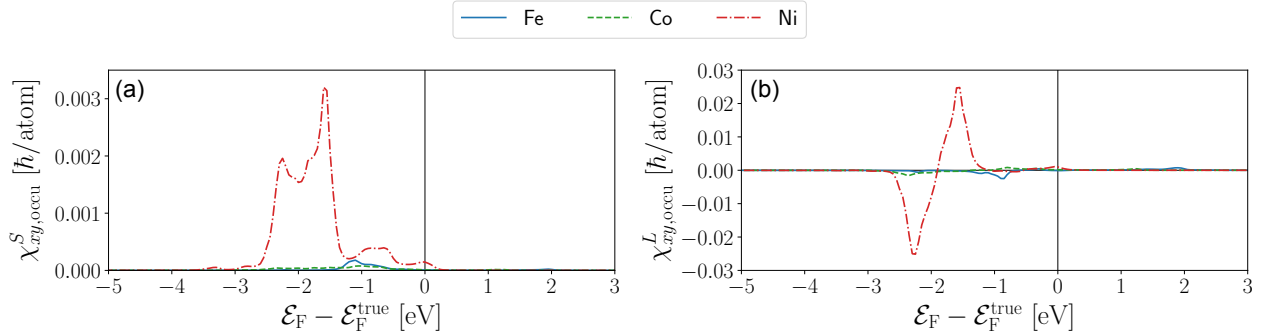 Fe Co Ni
(a)
χ^S_{xy,occu} [ħ/atom]
0.003
0.002
0.001
0.000
−5 −4 −3 −2 −1 0 1 2 3
ℰ_F − ℰ_F^true [eV]
(b)
χ^L_{xy,occu} [ħ/atom]
0.03
0.02
0.01
0.00
−0.01
−0.02
−0.03
−5 −4 −3 −2 −1 0 1 2 3
ℰ_F − ℰ_F^true [eV]